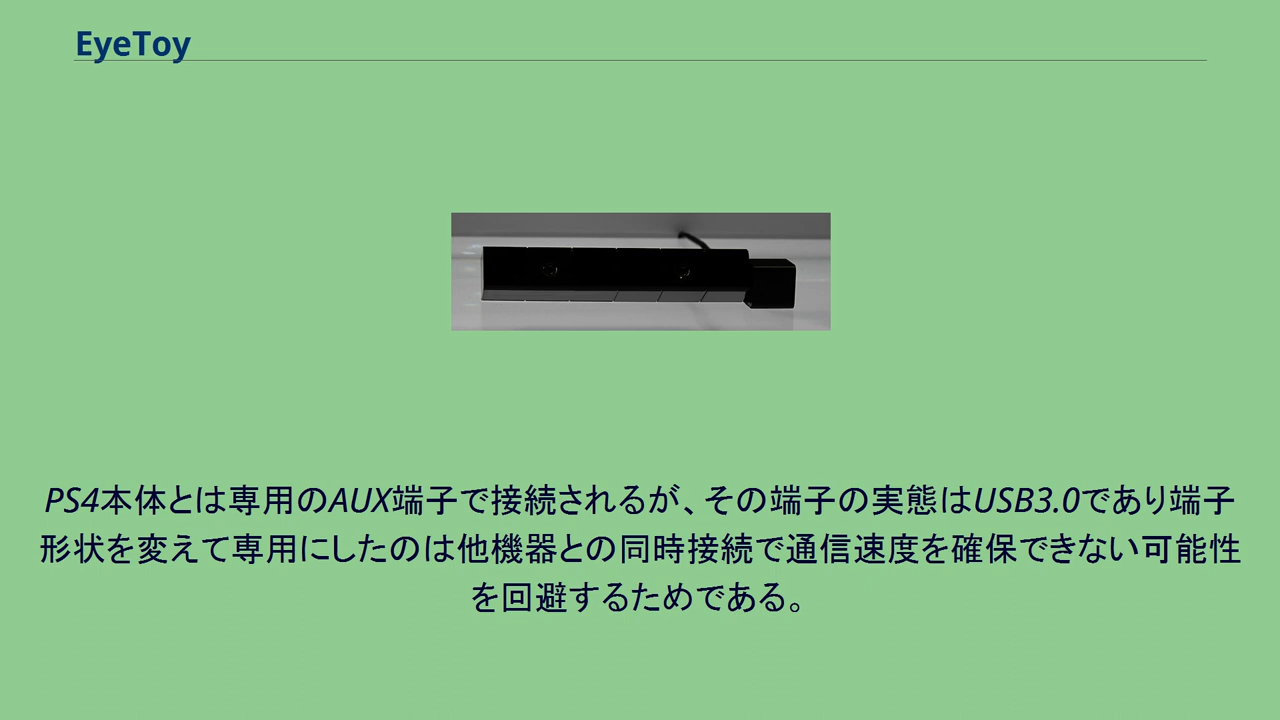 EyeToy
PS4本体とは専用のAUX端子で接続されるが、その端子の実態はUSB3.0であり端子
形状を変えて専用にしたのは他機器との同時接続で通信速度を確保できない可能性
を回避するためである。